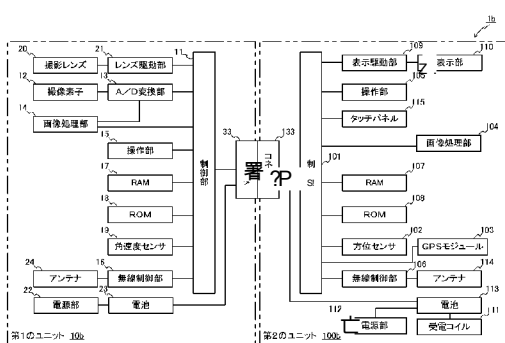 1b
20 撮影レンズ 21 レンズ駆動部 11
12 撮像素子 13 A/D変換部
14 画像処理部
15 操作部
17 RAM
18 ROM
19 角速度センサ
24 アンテナ 16 無線制御部
22 電源部 23 電池
制御部
第1のユニット 10b
33 133
コネ
署
?P
109 表示駆動部 110 表示部
105 操作部
115 タッチパネル
104 画像処理部
101
107 RAM
108 ROM
102 方位センサ 103 GPSモジュール
無線制御部 106 アンテナ 114
電池 113
112 電源部 受電コイル 111
第2のユニット 100b